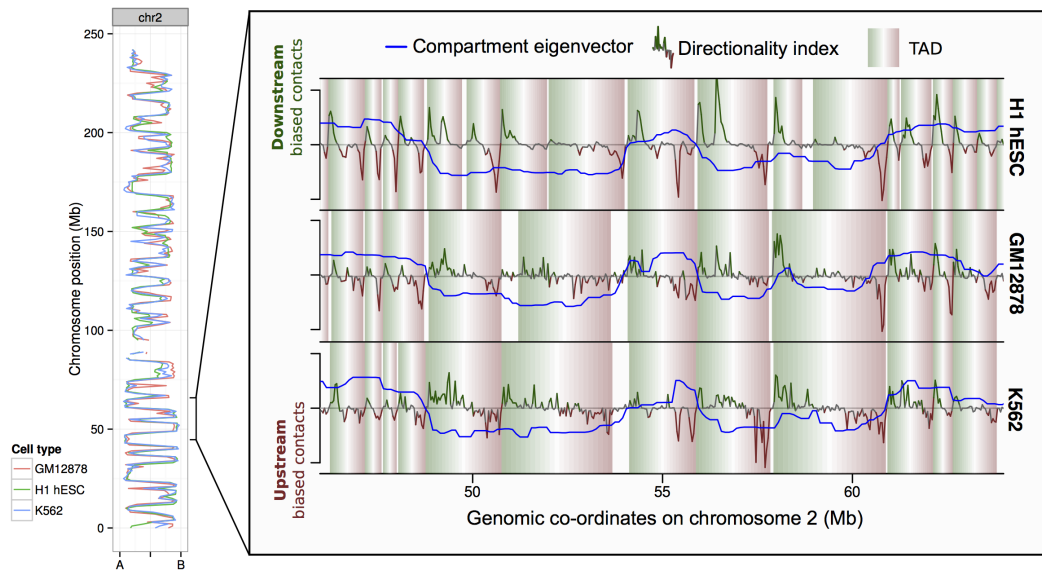 chr2
250
200
150
100
50
0
Chromosome position (Mb)
A
B
Cell type
GM12878
H1 hESC
K562
Compartment eigenvector
Directionality index
TAD
Downstream
biased contacts
Upstream
biased contacts
H1 hESC
GM12878
K562
50
55
60
Genomic co-ordinates on chromosome 2 (Mb)